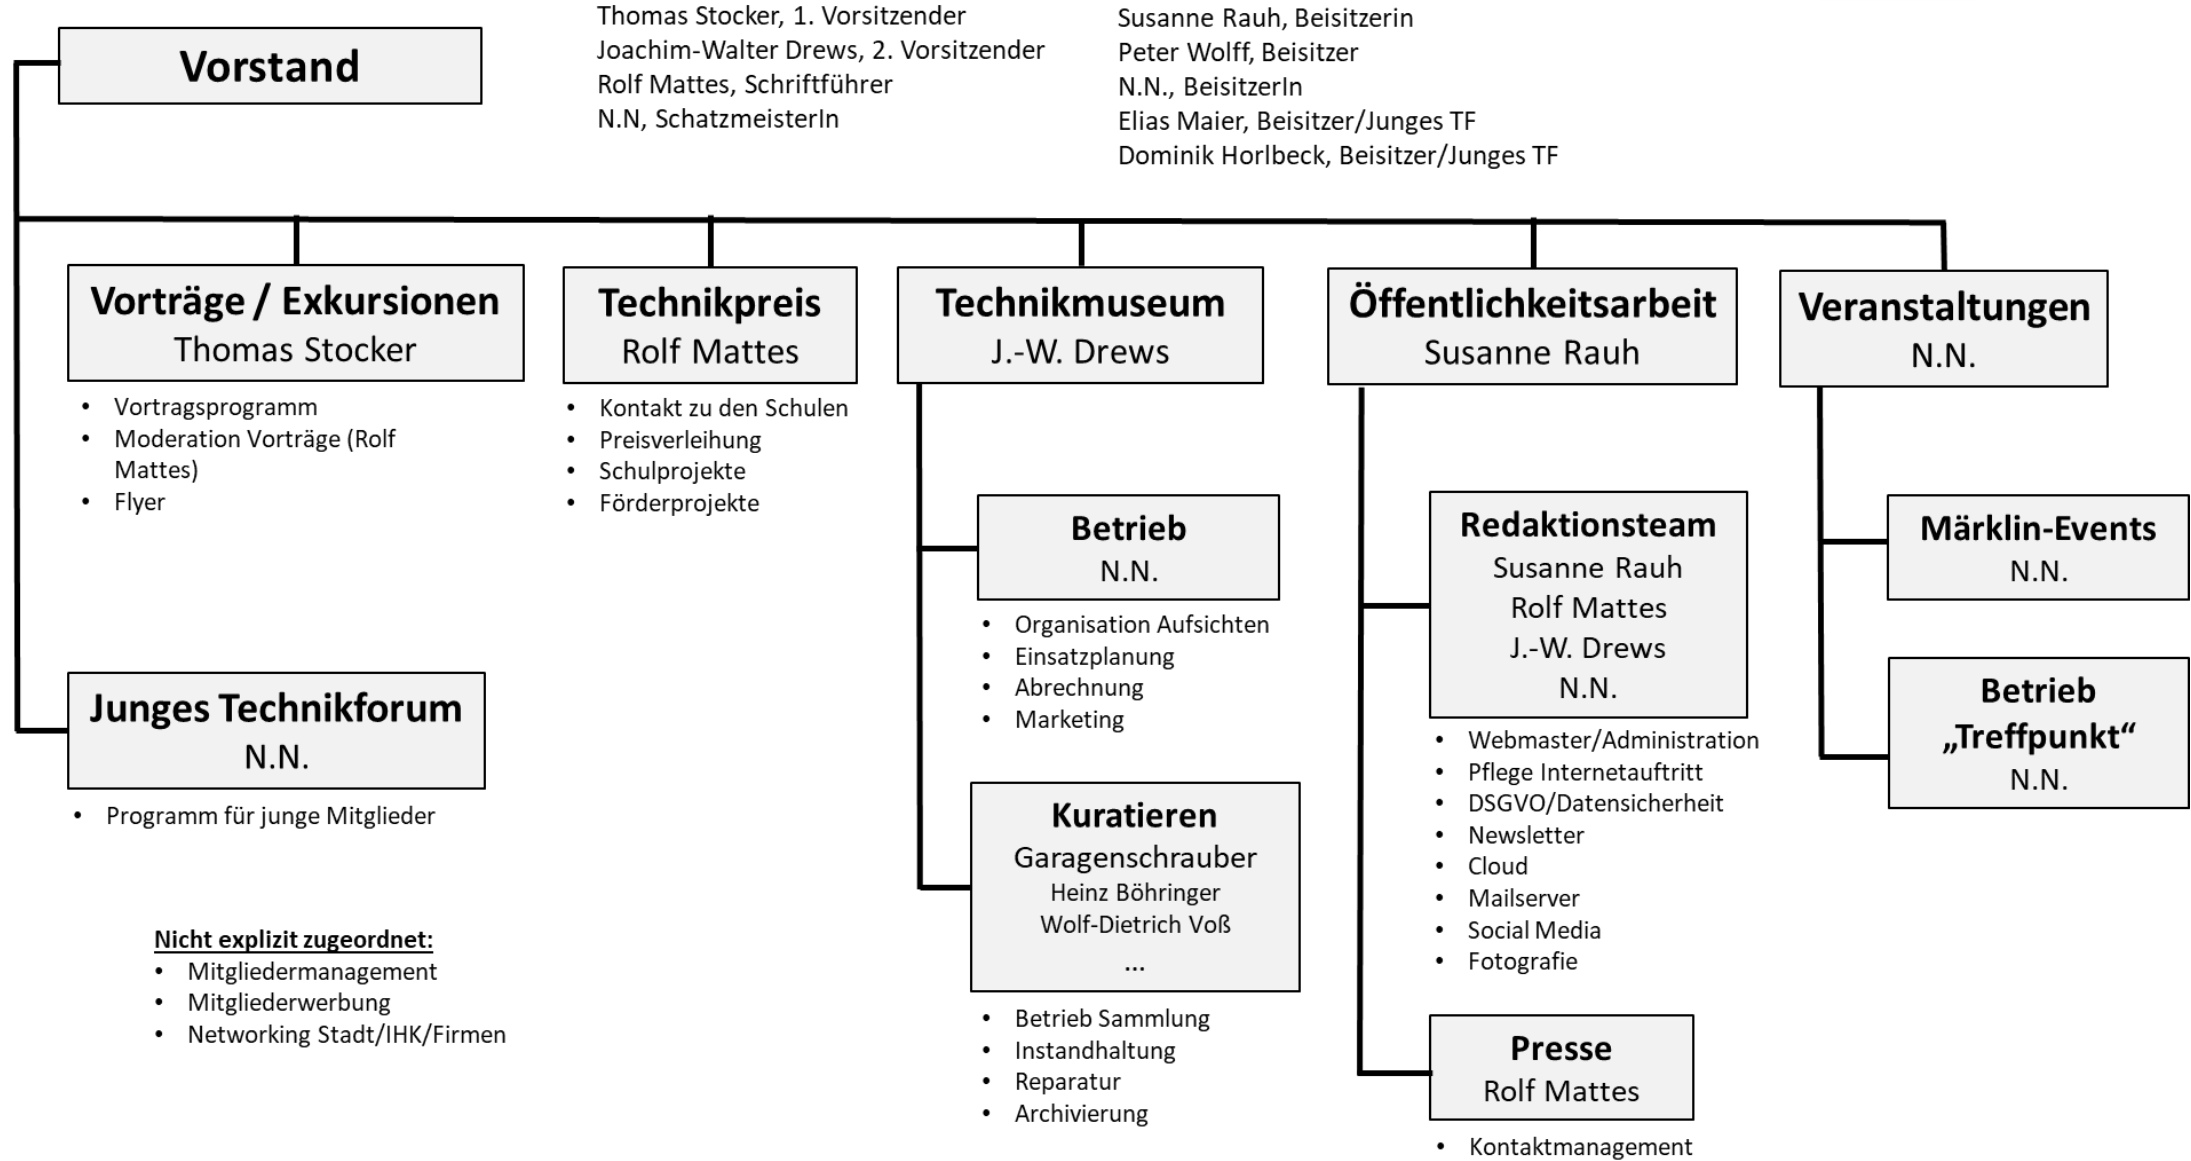 Vorstand
Thomas Stocker, 1. Vorsitzender
Joachim-Walter Drews, 2. Vorsitzender
Rolf Mattes, Schriftführer
N.N, SchatzmeisterIn
Susanne Rauh, Beisitzerin
Peter Wolff, Beisitzer
N.N., BeisitzerIn
Elias Maier, Beisitzer/Junges TF
Dominik Horlbeck, Beisitzer/Junges TF
Vorträge / Exkursionen
Thomas Stocker
• Vortragsprogramm
• Moderation Vorträge (Rolf
Mattes)
• Flyer
Technikpreis
Rolf Mattes
• Kontakt zu den Schulen
• Preisverleihung
• Schulprojekte
• Förderprojekte
Technikmuseum
J.-W. Drews
Betrieb
N.N.
• Organisation Aufsichten
• Einsatzplanung
• Abrechnung
• Marketing
Kuratieren
Garagenschrauber
Heinz Böhringer
Wolf-Dietrich Voß
...
• Betrieb Sammlung
• Instandhaltung
• Reparatur
• Archivierung
Öffentlichkeitsarbeit
Susanne Rauh
Redaktionsteam
Susanne Rauh
Rolf Mattes
J.-W. Drews
N.N.
• Webmaster/Administration
• Pflege Internetauftritt
• DSGVO/Datensicherheit
• Newsletter
• Cloud
• Mailserver
• Social Media
• Fotografie
Presse
Rolf Mattes
• Kontaktmanagement
Veranstaltungen
N.N.
Märklin-Events
N.N.
Betrieb
„Treffpunkt“
N.N.
Junges Technikforum
N.N.
• Programm für junge Mitglieder
Nicht explizit zugeordnet:
• Mitgliedermanagement
• Mitgliederwerbung
• Networking Stadt/IHK/Firmen